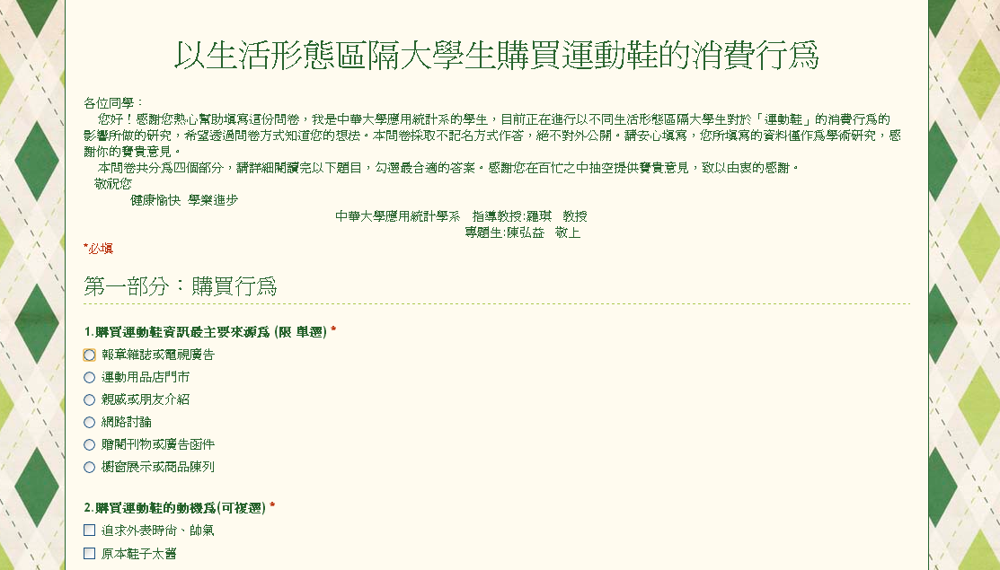 以生活形態區隔大學生購買運動鞋的消費行為
各位同學：
您好！感謝您熱心幫助填寫這份問卷，我是中華大學應用統計系的學生，目前正在進行以不同生活形態區隔大學生對於「運動鞋」的消費行為的
影響所做的研究，希望透過問卷方式知道您的想法。本問卷採取不記名方式作答，絕不對外公開。請安心填寫，您所填寫的資料僅作為學術研究，感
謝你的寶貴意見。
本問卷共分為四個部分，請詳細閱讀完以下題目，勾選最合適的答案。感謝您在百忙之中抽空提供寶貴意見，致以由衷的感謝。
敬祝您
健康愉快 學業進步
中華大學應用統計學系 指導教授:羅琪 教授
專題生:陳弘益 敬上
*必填
第一部分：購買行為
1.購買運動鞋資訊最主要來源為 (限 單選) *
報章雜誌或電視廣告
運動用品店門市
親戚或朋友介紹
網路討論
贈閱刊物或廣告函件
櫥窗展示或商品陳列
2.購買運動鞋的動機為(可複選) *
追求外表時尚、帥氣
原本鞋子太舊